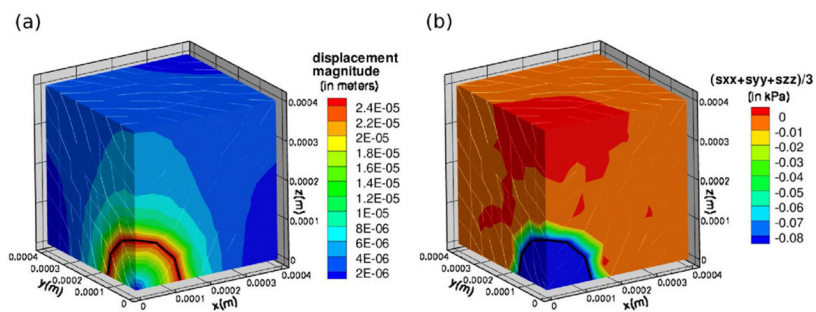 (a)
displacement
magnitude
(in meters)
2.4E-05
2.2E-05
2E-05
1.8E-05
1.6E-05
1.4E-05
1.2E-05
1E-05
8E-06
6E-06
4E-06
2E-06
0.0004
0.0003
0.0002
0.0001
0
z(m)
0.0004
0.0003
0.0002
0.0001
0
y(m)
0
0.0001
0.0002
0.0003
0.0004
x(m)
(b)
(sxx+syy+szz)/3
(in kPa)
0
-0.01
-0.02
-0.03
-0.04
-0.05
-0.06
-0.07
-0.08
0.0004
0.0003
0.0002
0.0001
0
z(m)
0.0004
0.0003
0.0002
0.0001
0
y(m)
0
0.0001
0.0002
0.0003
0.0004
x(m)